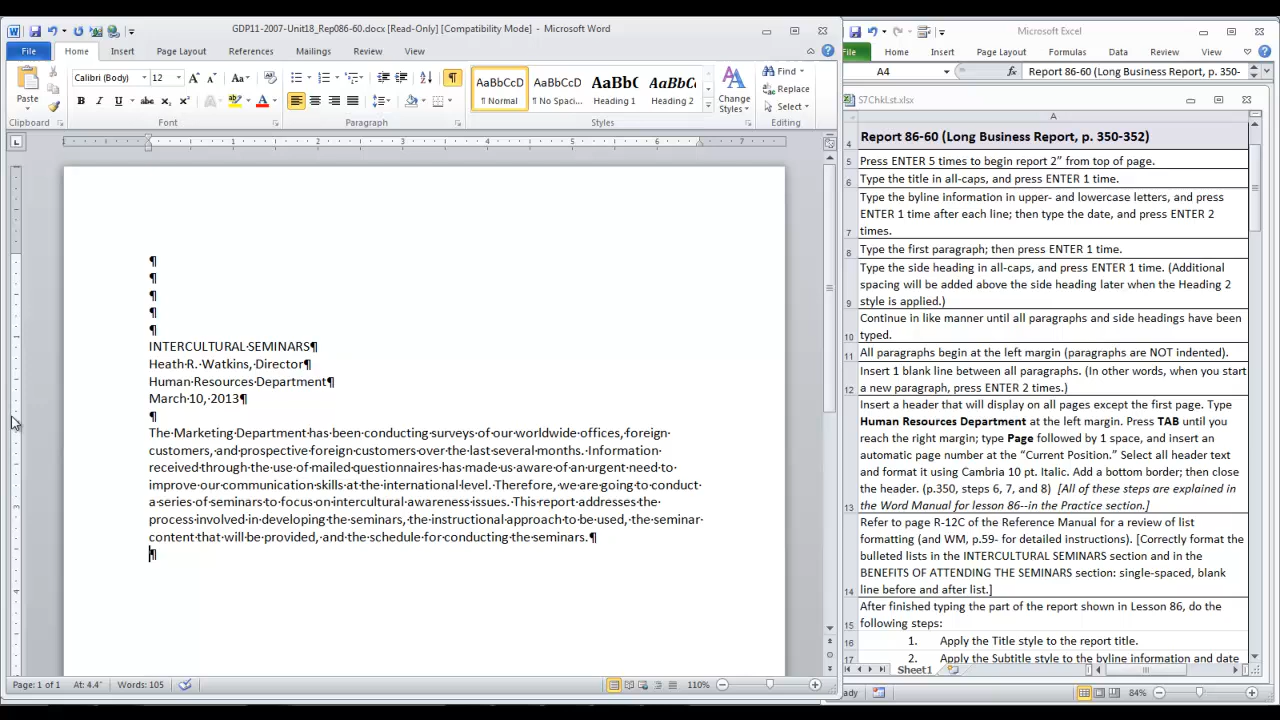 GDP11-2007-Unit18_Rep086-60.docx [Read-Only] [Compatibility Mode] - Microsoft Word
File Home Insert Page Layout References Mailings Review View
Paste
Calibri (Body) 12
AaBbCcD AaBbCcD AaBbC AaBbCc
¶ Normal ¶ No Spac... Heading 1 Heading 2
Change Styles
Find
Replace
Select
Clipboard Font Paragraph Styles Editing
1 1 2 3 4 5 6 7
¶
¶
¶
¶
¶
INTERCULTURAL·SEMINARS¶
Heath·R.·Watkins,·Director¶
Human·Resources·Department¶
March·10,·2013¶
¶
The·Marketing·Department·has·been·conducting·surveys·of·our·worldwide·offices,·foreign·
customers,·and·prospective·foreign·customers·over·the·last·several·months.··Information·
received·through·the·use·of·mailed·questionnaires·has·made·us·aware·of·an·urgent·need·to·
improve·our·communication·skills·at·the·international·level.··Therefore,·we·are·going·to·conduct·
a·series·of·seminars·to·focus·on·intercultural·awareness·issues.··This·report·addresses·the·
process·involved·in·developing·the·seminars,·the·instructional·approach·to·be·used,·the·seminar·
content·that·will·be·provided,·and·the·schedule·for·conducting·the·seminars.¶
¶
Page: 1 of 1 At: 4.4" Words: 105 110%
Microsoft Excel
File Home Insert Page Layout Formulas Data Review View
A4 fx Report 86-60 (Long Business Report, p. 350-
S7ChkLst.xlsx
A
4 Report 86-60 (Long Business Report, p. 350-352)
5 Press ENTER 5 times to begin report 2” from top of page.
6 Type the title in all-caps, and press ENTER 1 time.
Type the byline information in upper- and lowercase letters, and press
ENTER 1 time after each line; then type the date, and press ENTER 2
7 times.
8 Type the first paragraph; then press ENTER 1 time.
Type the side heading in all-caps, and press ENTER 1 time. (Additional
spacing will be added above the side heading later when the Heading 2
9 style is applied.)
Continue in like manner until all paragraphs and side headings have been
10 typed.
11 All paragraphs begin at the left margin (paragraphs are NOT indented).
Insert 1 blank line between all paragraphs. (In other words, when you start
12 a new paragraph, press ENTER 2 times.)
Insert a header that will display on all pages except the first page. Type
Human Resources Department at the left margin. Press TAB until you
reach the right margin; type Page followed by 1 space, and insert an
automatic page number at the “Current Position.” Select all header text
and format it using Cambria 10 pt. Italic. Add a bottom border; then close
the header. (p.350, steps 6, 7, and 8) [All of these steps are explained in
13 the Word Manual for lesson 86--in the Practice section.]
Refer to page R-12C of the Reference Manual for a review of list
formatting (and WM, p.59- for detailed instructions). [Correctly format the
bulleted lists in the INTERCULTURAL SEMINARS section and in the
BENEFITS OF ATTENDING THE SEMINARS section: single-spaced, blank
14 line before and after list.]
After finished typing the part of the report shown in Lesson 86, do the
15 following steps:
16 1. Apply the Title style to the report title.
17 2. Apply the Subtitle style to the byline information and date
Sheet1
84%